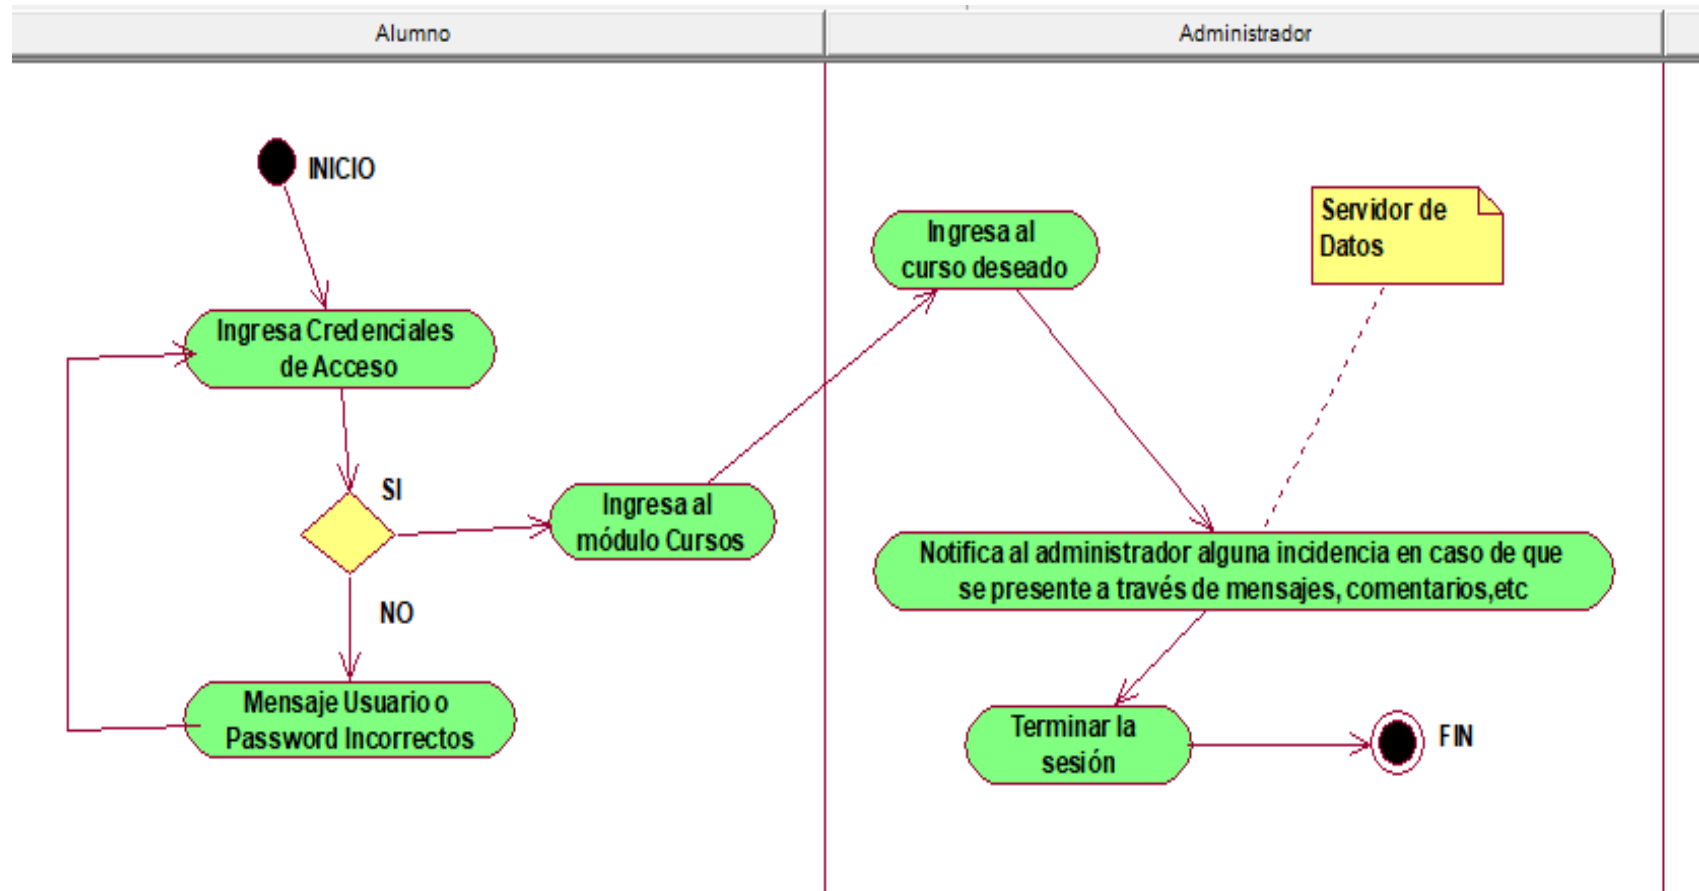 Alumno
Administrador
INICIO
Ingresa Credenciales
de Acceso
SI
NO
Mensaje Usuario o
Password Incorrectos
Ingresa al
módulo Cursos
Ingresa al
curso deseado
Servidor de
Datos
Notifica al administrador alguna incidencia en caso de que
se presente a través de mensajes, comentarios,etc
Terminar la
sesión
FIN